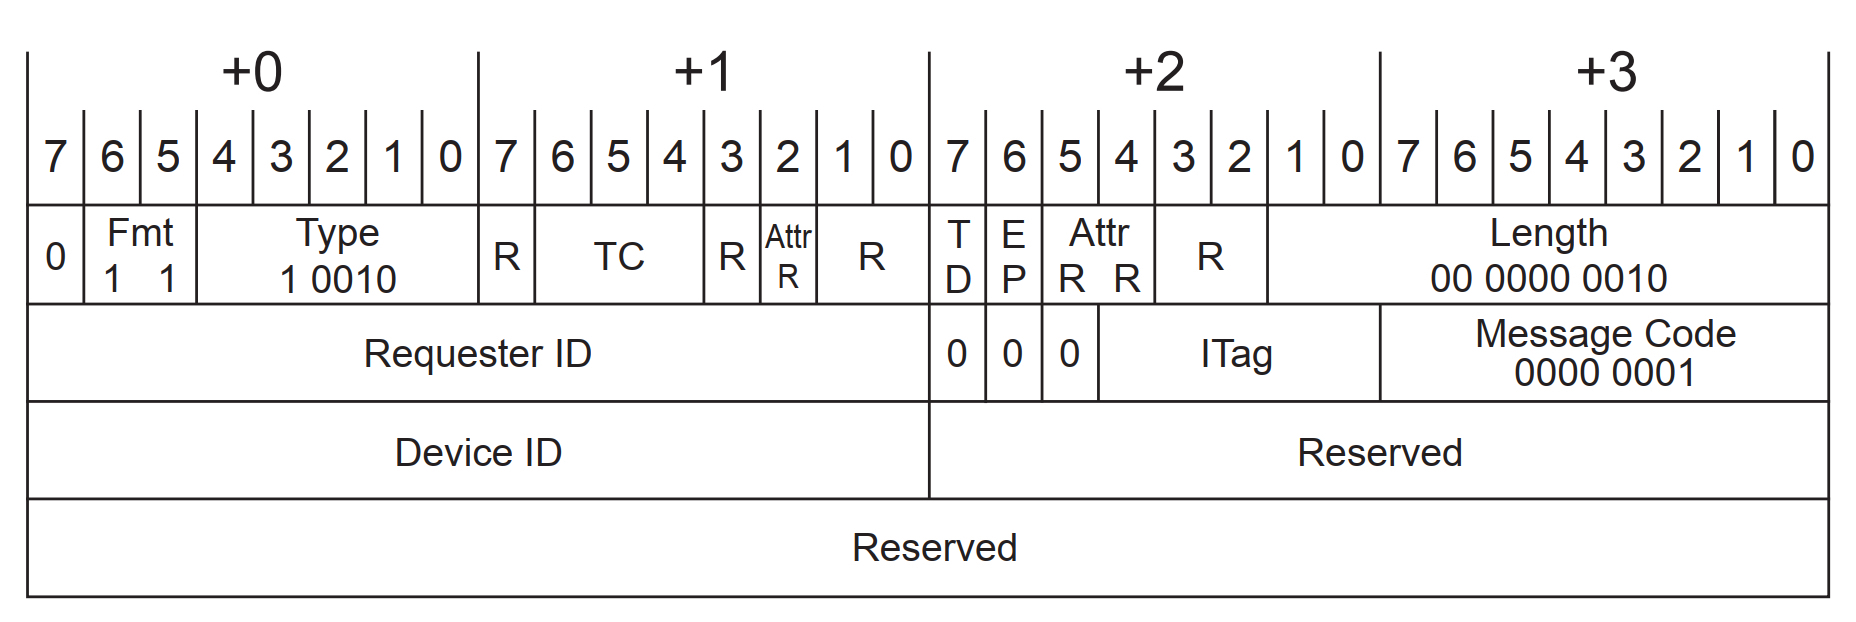 +0 +1 +2 +3
7 6 5 4 3 2 1 0 7 6 5 4 3 2 1 0 7 6 5 4 3 2 1 0 7 6 5 4 3 2 1 0
0 Fmt 1 1 Type 1 0010 R TC R Attr R R T D E P Attr R R R Length 00 0000 0010
Requester ID 0 0 0 ITag Message Code 0000 0001
Device ID Reserved
Reserved